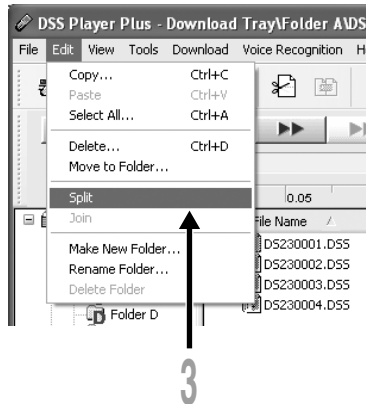 DSS Player Plus - Download Tray\Folder A\DS
File Edit View Tools Download Voice Recognition H
Copy... Ctrl+C
Paste Ctrl+V
Select All... Ctrl+A
Delete... Ctrl+D
Move to Folder...
Split
0.05
Join
File Name
Make New Folder...
DS230001.DSS
Rename Folder...
DS230002.DSS
Delete Folder
DS230003.DSS
Folder D
DS230004.DSS
3